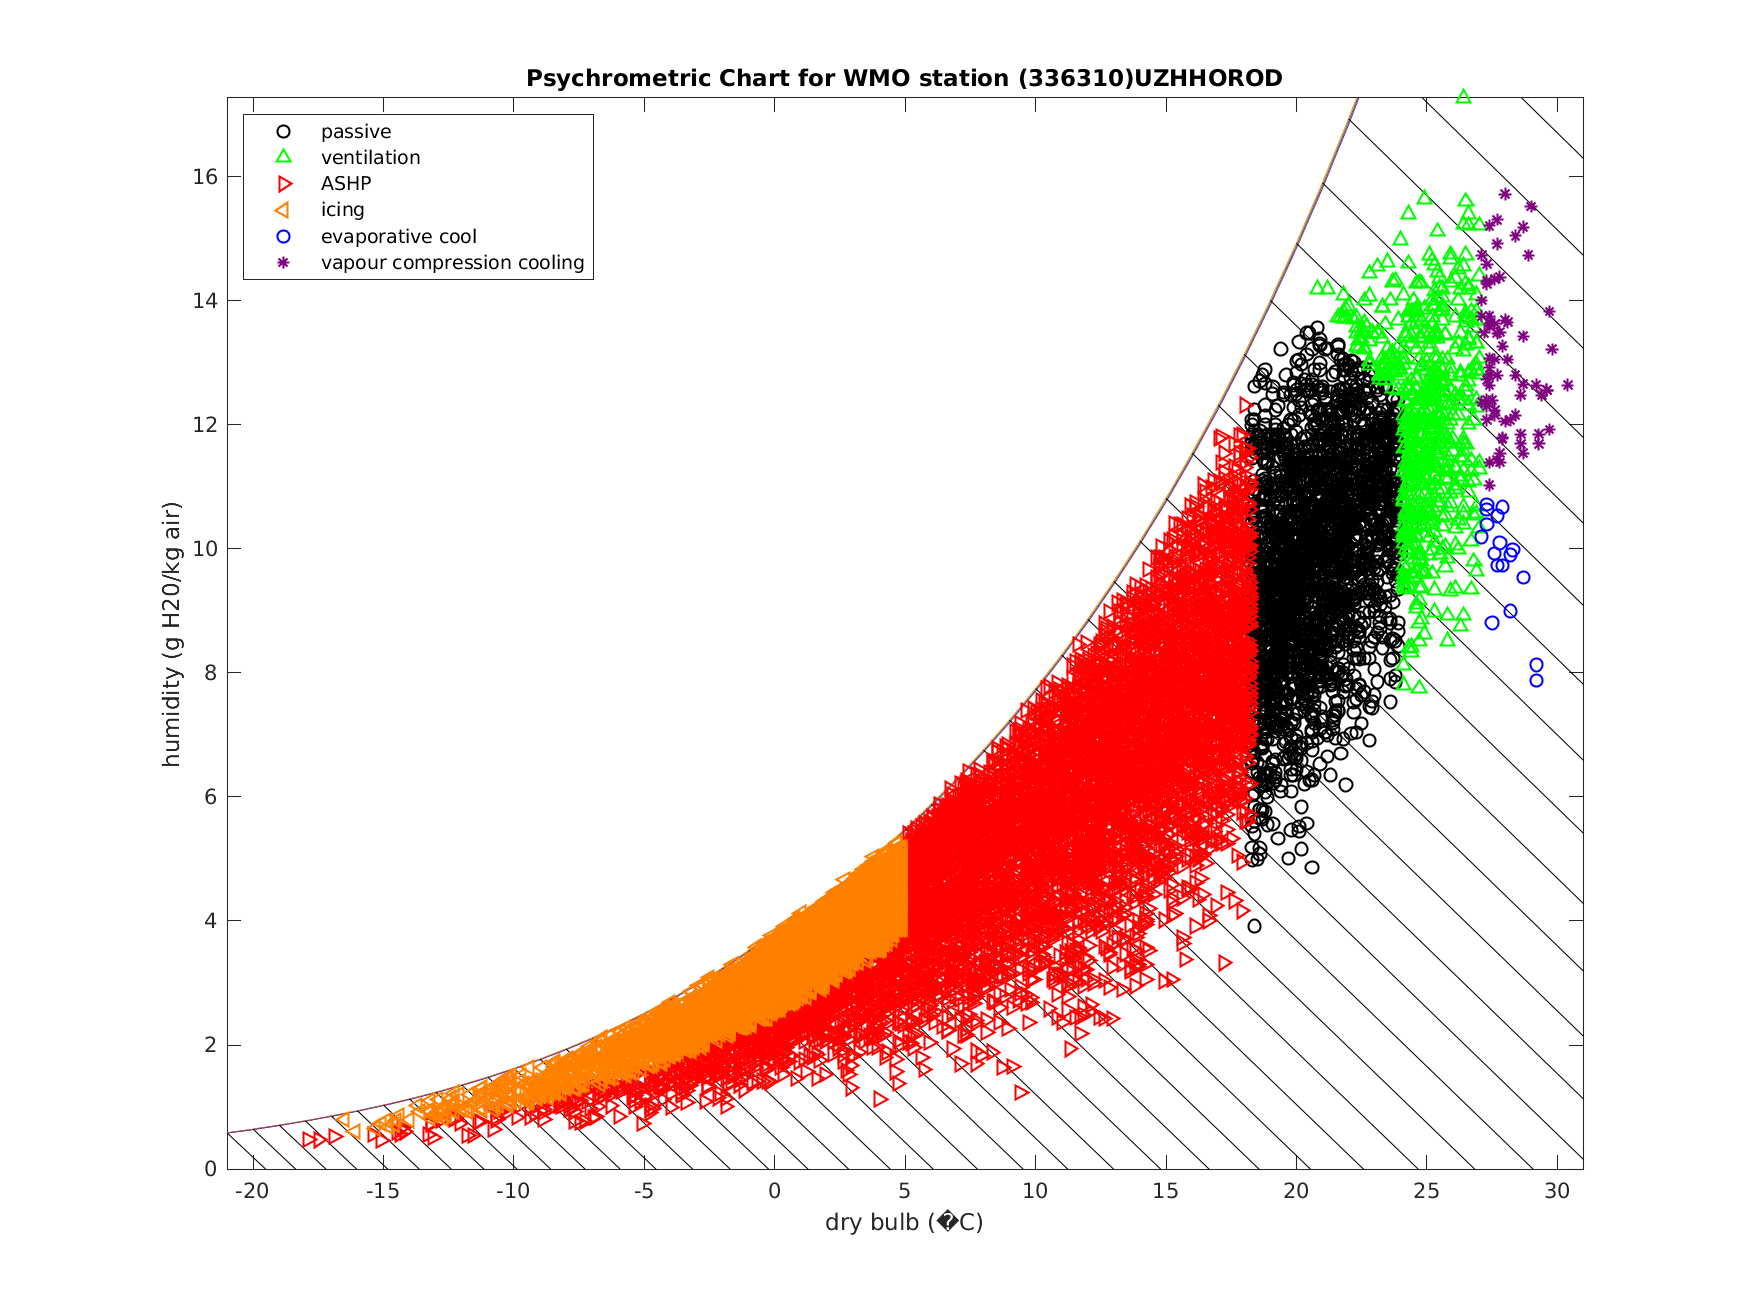 Psychrometric Chart for WMO station (336310)UZHHOROD
passive
ventilation
ASHP
icing
evaporative cool
vapour compression cooling
humidity (g H20/kg air)
16
14
12
10
8
6
4
2
0
-20 -15 -10 -5 0 5 10 15 20 25 30
dry bulb (�C)